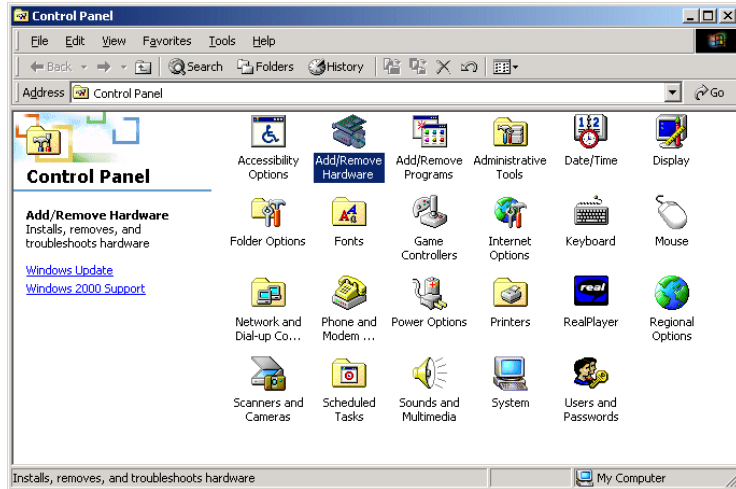 Control Panel
File Edit View Favorites Tools Help
Back Search Folders History
Address Control Panel Go
Control Panel
Add/Remove Hardware
Installs, removes, and
troubleshoots hardware
Windows Update
Windows 2000 Support
Accessibility
Options
Add/Remove
Hardware
Add/Remove
Programs
Administrative
Tools
Date/Time
Display
Folder Options
Fonts
Game
Controllers
Internet
Options
Keyboard
Mouse
Network and
Dial-up Co...
Phone and
Modem ...
Power Options
Printers
real
RealPlayer
Regional
Options
Scanners and
Cameras
Scheduled
Tasks
Sounds and
Multimedia
System
Users and
Passwords
Installs, removes, and troubleshoots hardware
My Computer